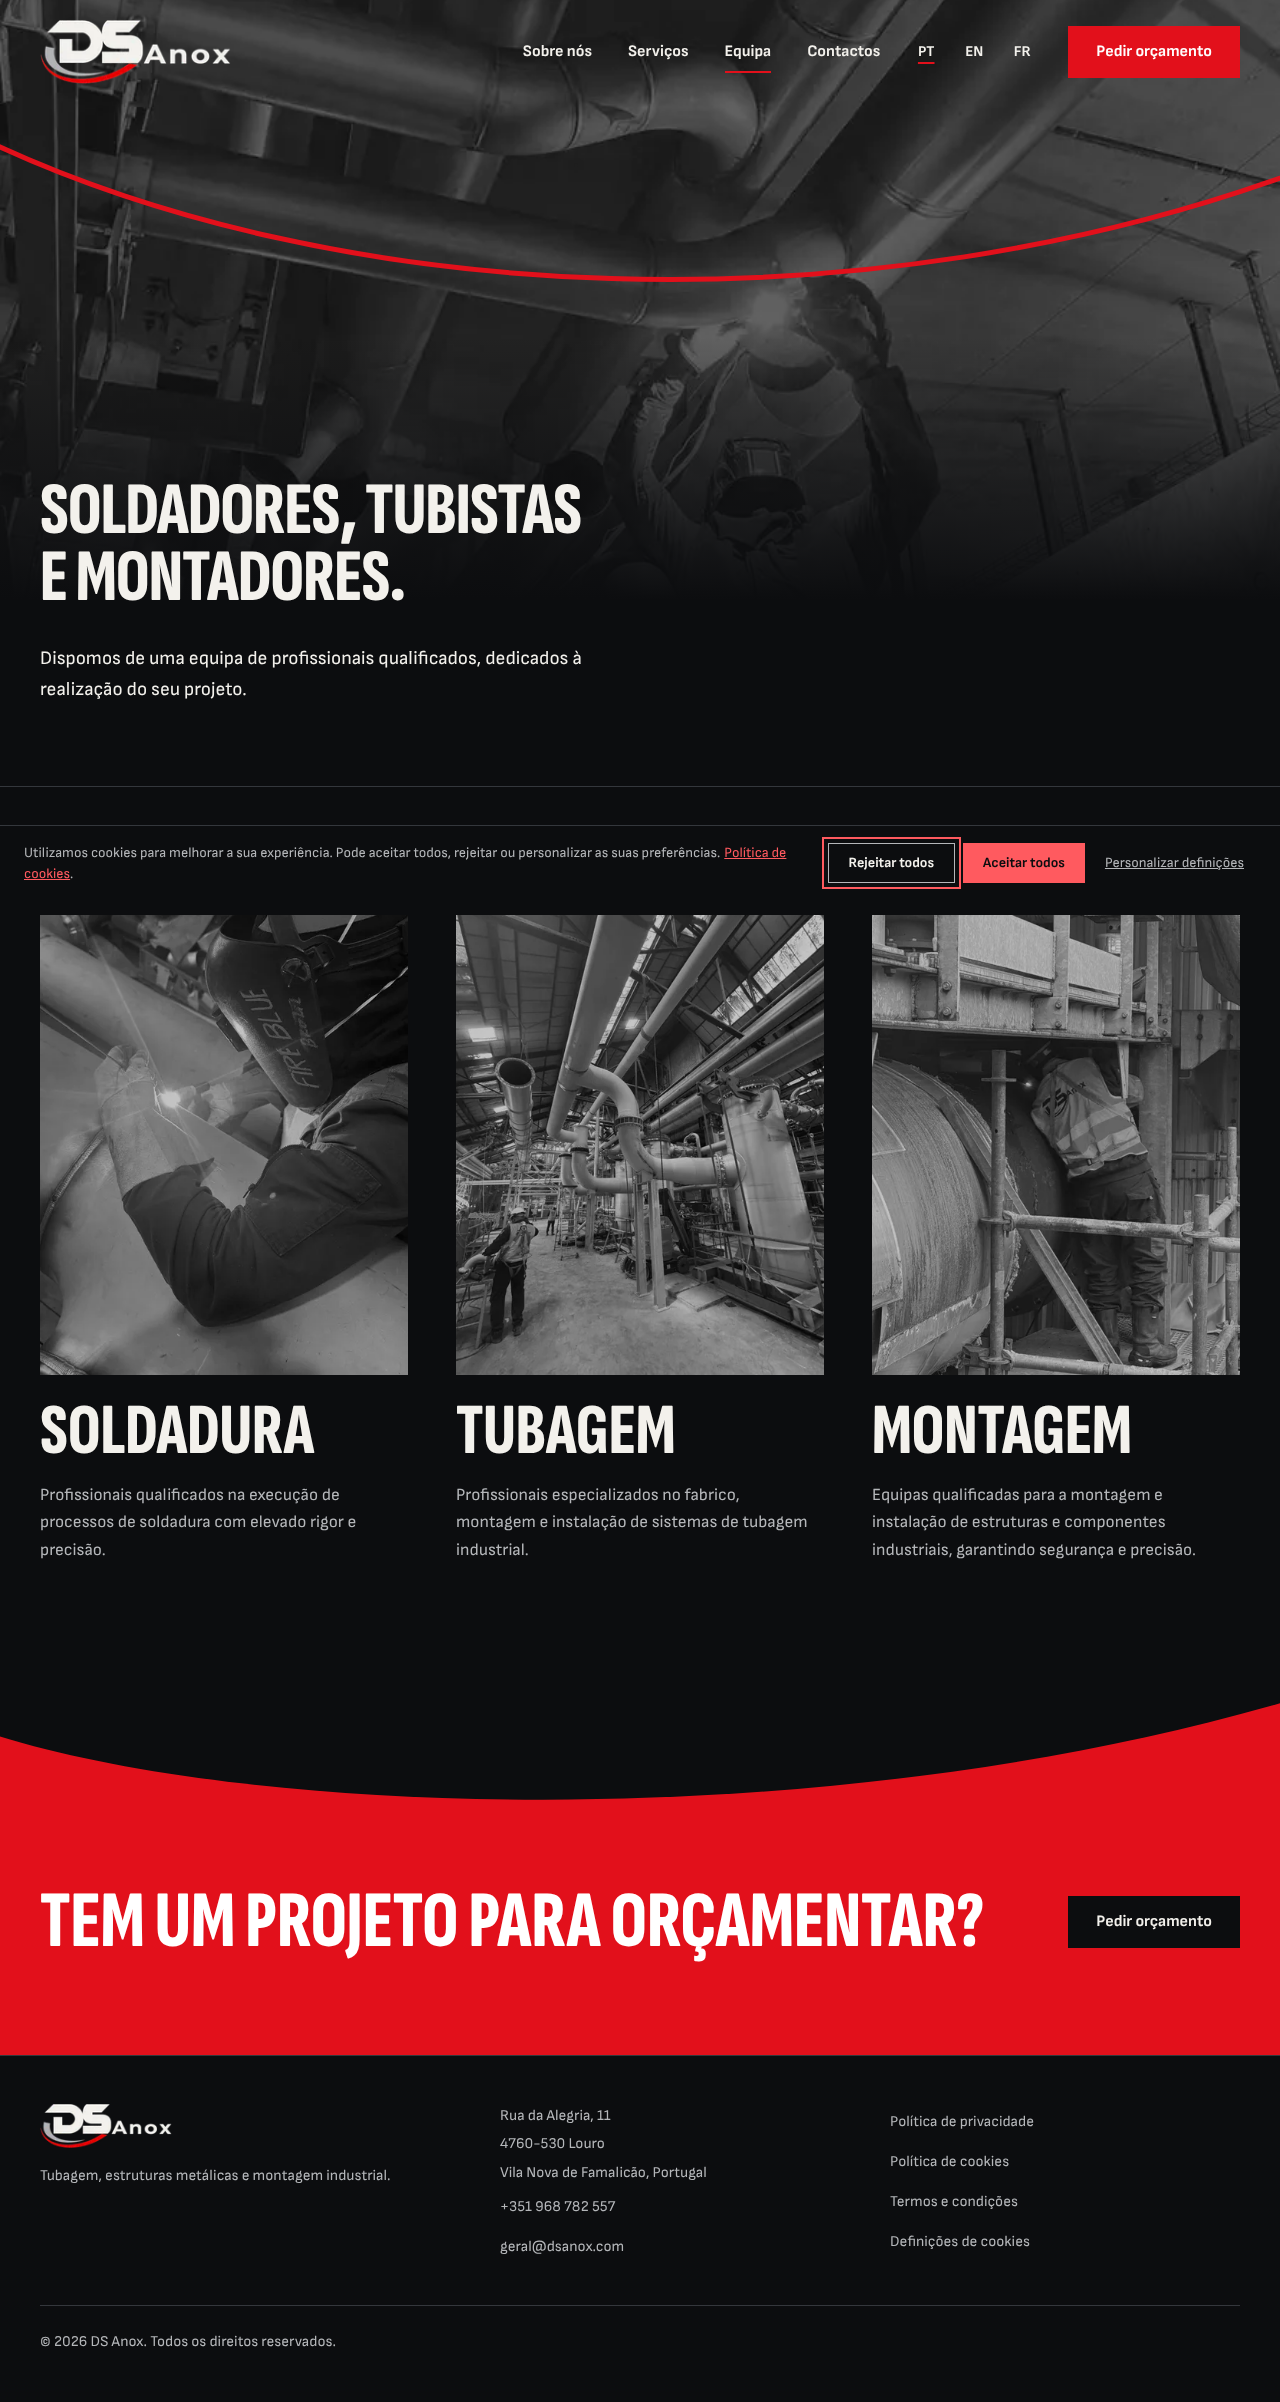 DS Anox
Sobre nós
Serviços
Equipa
Contactos
PT
EN
FR
Pedir orçamento
SOLDADORES, TUBISTAS
E MONTADORES.
Dispomos de uma equipa de profissionais qualificados, dedicados à
realização do seu projeto.
Utilizamos cookies para melhorar a sua experiência. Pode aceitar todos, rejeitar ou personalizar as suas preferências. Política de
cookies.
Rejeitar todos
Aceitar todos
Personalizar definições
FIRE BLUE
SOLDADURA
Profissionais qualificados na execução de
processos de soldadura com elevado rigor e
precisão.
TUBAGEM
Profissionais especializados no fabrico,
montagem e instalação de sistemas de tubagem
industrial.
DS Anox
MONTAGEM
Equipas qualificadas para a montagem e
instalação de estruturas e componentes
industriais, garantindo segurança e precisão.
TEM UM PROJETO PARA ORÇAMENTAR?
Pedir orçamento
DS Anox
Tubagem, estruturas metálicas e montagem industrial.
Rua da Alegria, 11
4760-530 Louro
Vila Nova de Famalicão, Portugal
+351 968 782 557
geral@dsanox.com
Política de privacidade
Política de cookies
Termos e condições
Definições de cookies
© 2026 DS Anox. Todos os direitos reservados.